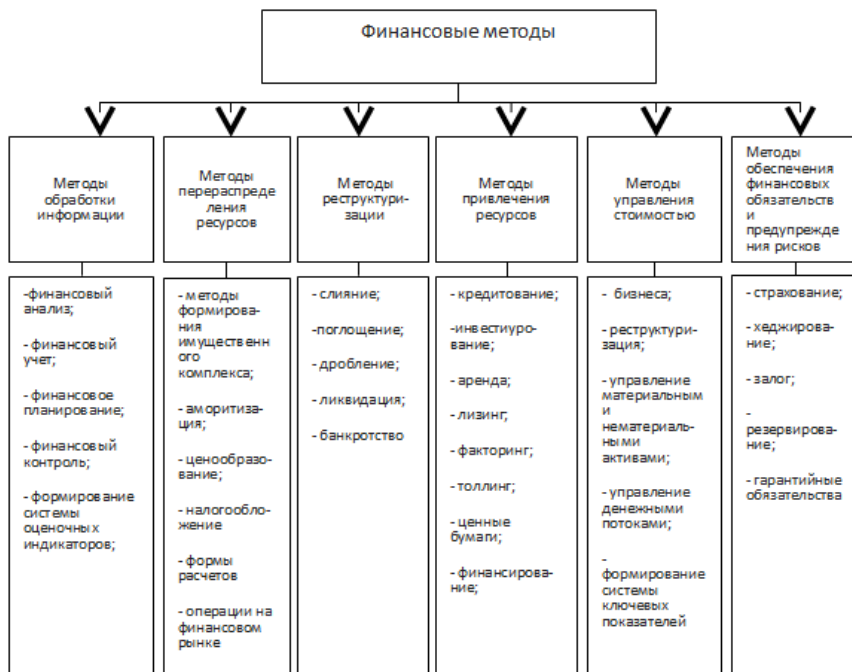 Финансовые методы
Методы
обработки
информации
Методы
перераспреде
ления
ресурсов
Методы
реструктури-
зации
Методы
привлечения
ресурсов
Методы
управления
стоимостью
Методы
обеспечения
финансовых
обязательств
и
предупрежде
ния рисков
-финансовый
анализ;
- финансовый
учет;
- финансовое
планирование;
- финансовый
контроль;
- формирование
системы
оценочных
индикаторов;
- методы
формирования
имущественн
ого
комплекса;
- аморитиза-
ция;
- ценообразо-
вание;
- налогообло-
жение
- формы
расчетов
- операции на
финансовом
рынке
- слияние;
-поглощение;
- дробление;
- ликвидация;
- банкротство
- кредитование;
-инвестиуро-
вание;
- аренда;
- лизинг;
- факторинг;
- толлинг;
- ценные
бумаги;
- финансирова-
ние;
- бизнеса;
- реструктури-
зация;
- управление
материальным
и
нематериаль-
ными
активами;
- управление
денежными
потоками;
-
формирование
системы
ключевых
показателей
- страхование;
- хеджирова-
ние;
- залог;
-
резервирова-
ние;
- гарантийные
обязательства